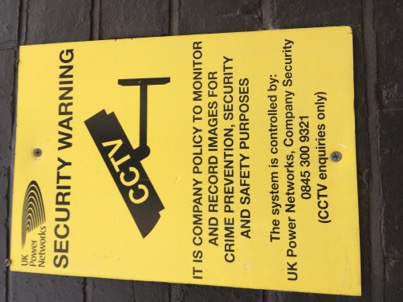 UK
Power
Networks
SECURITY WARNING
CCTV
IT IS COMPANY POLICY TO MONITOR
AND RECORD IMAGES FOR
CRIME PREVENTION, SECURITY
AND SAFETY PURPOSES
The system is controlled by:
UK Power Networks, Company Security
0845 300 9321
(CCTV enquiries only)